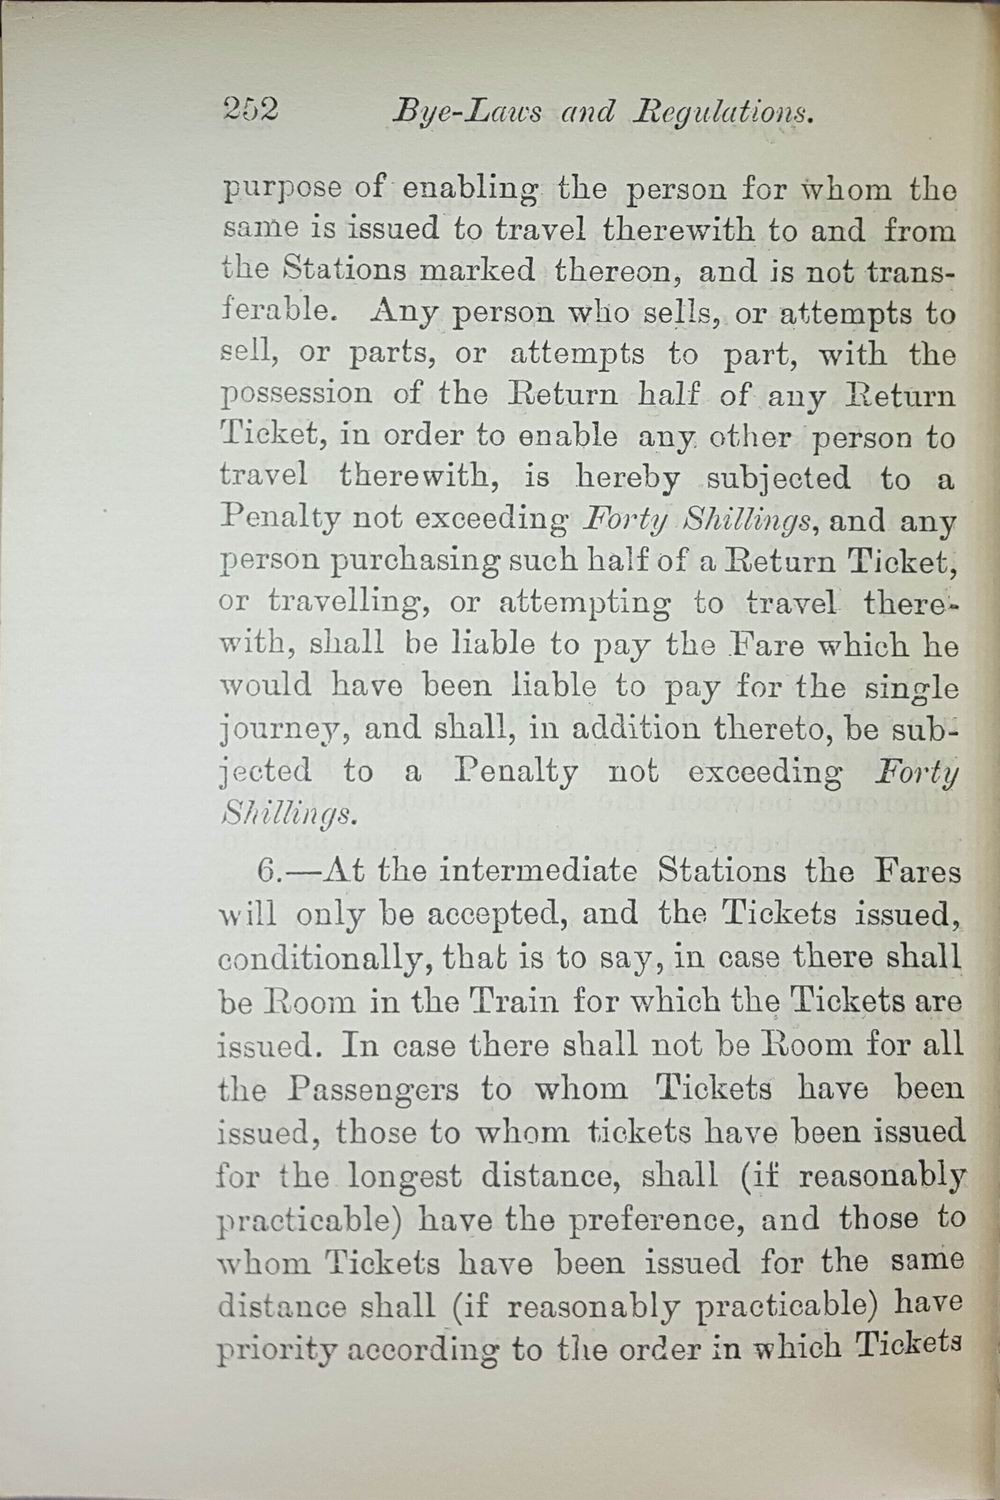 252 Bye-Laws and Regulations.
purpose of enabling the person for whom the
same is issued to travel therewith to and from
the Stations marked thereon, and is not trans-
ferable. Any person who sells, or attempts to
sell, or parts, or attempts to part, with the
possession of the Return half of any Return
Ticket, in order to enable any other person to
travel therewith, is hereby subjected to a
Penalty not exceeding Forty Shillings, and any
person purchasing such half of a Return Ticket,
or travelling, or attempting to travel there-
with, shall be liable to pay the Fare which he
would have been liable to pay for the single
journey, and shall, in addition thereto, be sub-
jected to a Penalty not exceeding Forty
Shillings.
6.—At the intermediate Stations the Fares
will only be accepted, and the Tickets issued,
conditionally, that is to say, in case there shall
be Room in the Train for which the Tickets are
issued. In case there shall not be Room for all
the Passengers to whom Tickets have been
issued, those to whom tickets have been issued
for the longest distance, shall (if reasonably
practicable) have the preference, and those to
whom Tickets have been issued for the same
distance shall (if reasonably practicable) have
priority according to the order in which Tickets